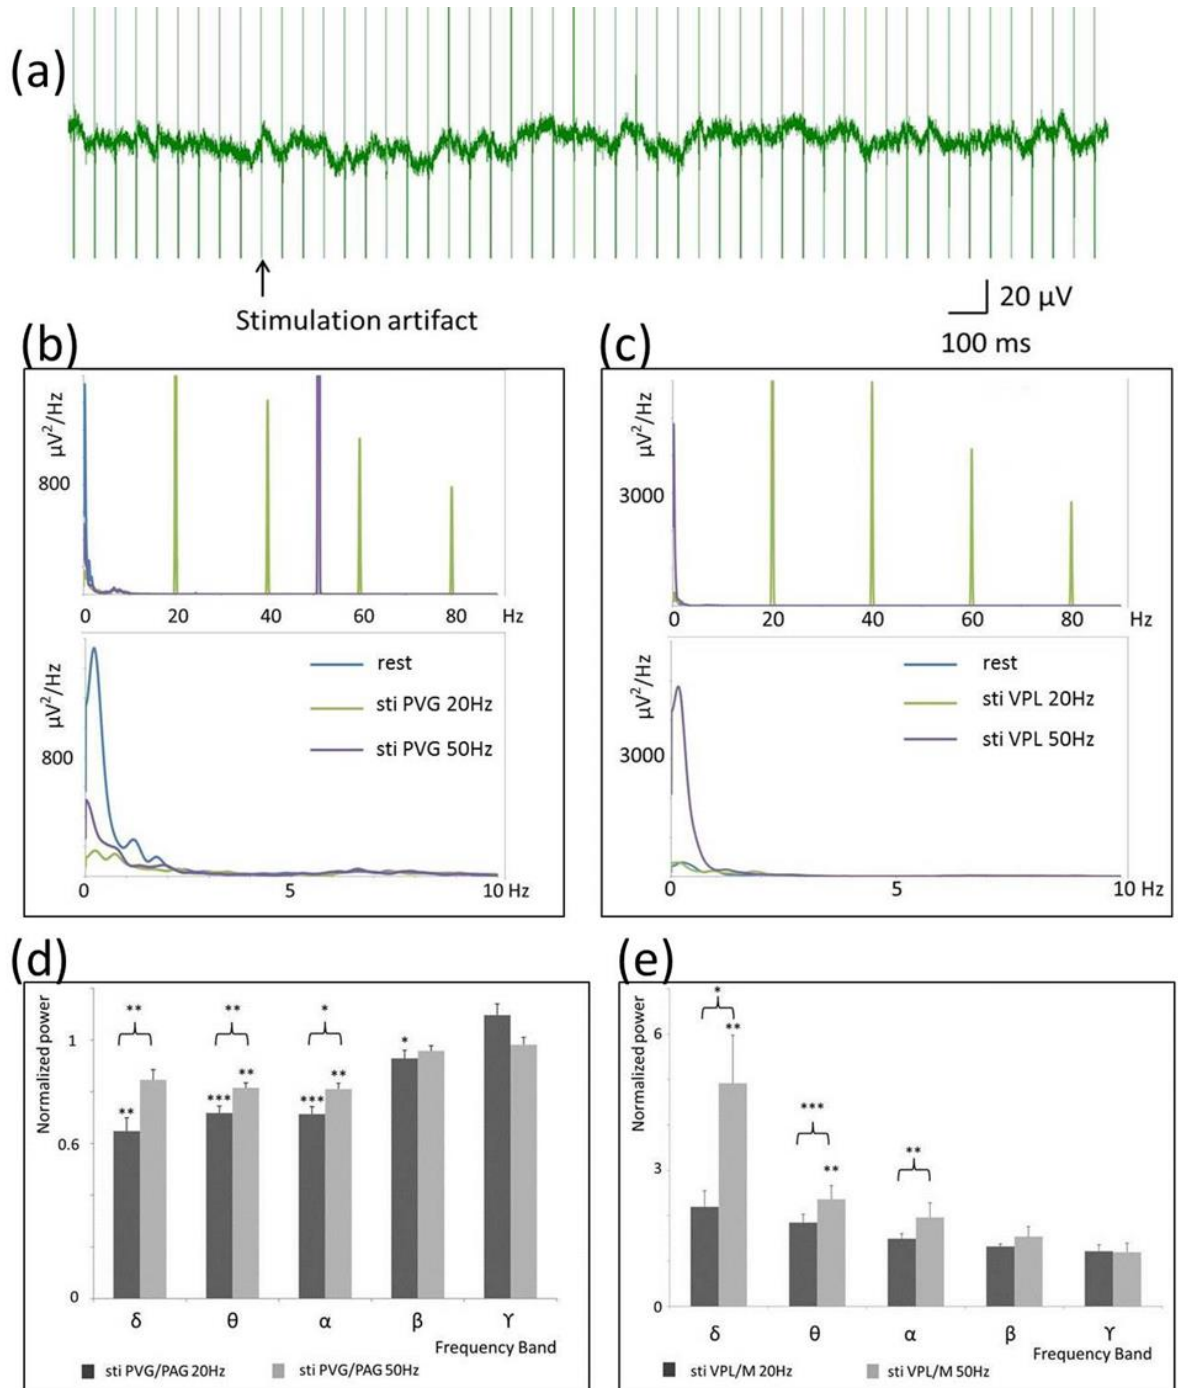 (a)
Stimulation artifact
20 µV
100 ms
(b)
µV²/Hz
800
0 20 40 60 80 Hz
µV²/Hz
800
rest
sti PVG 20Hz
sti PVG 50Hz
0 5 10 Hz
(c)
µV²/Hz
3000
0 20 40 60 80 Hz
µV²/Hz
3000
rest
sti VPL 20Hz
sti VPL 50Hz
0 5 10 Hz
(d)
Normalized power
1
0.6
0
** ** *
** *** ** *** ** *
δ θ α β ϒ
Frequency Band
sti PVG/PAG 20Hz sti PVG/PAG 50Hz
(e)
Normalized power
6
3
0
*
**
***
**
**
δ θ α β ϒ
Frequency Band
sti VPL/M 20Hz sti VPL/M 50Hz